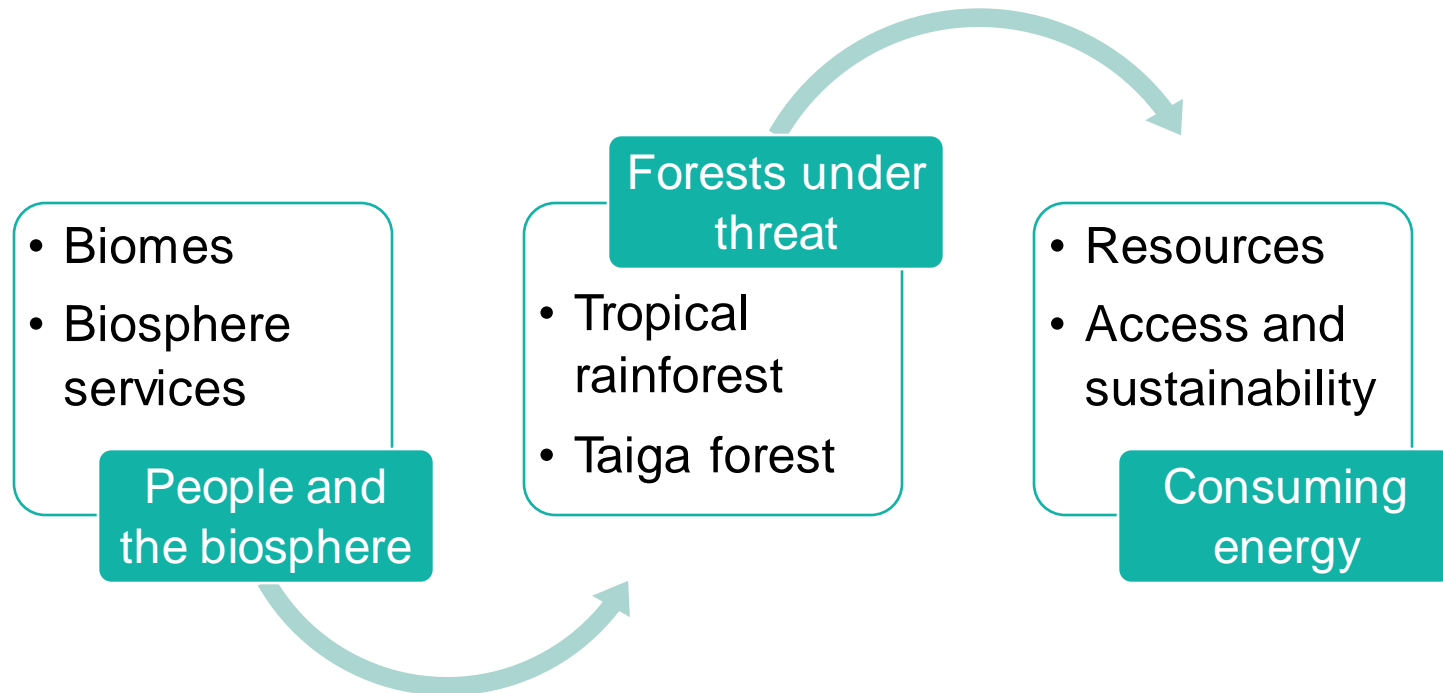 • Biomes
• Biosphere
services
People and
the biosphere
Forests under
threat
• Tropical
rainforest
• Taiga forest
• Resources
• Access and
sustainability
Consuming
energy